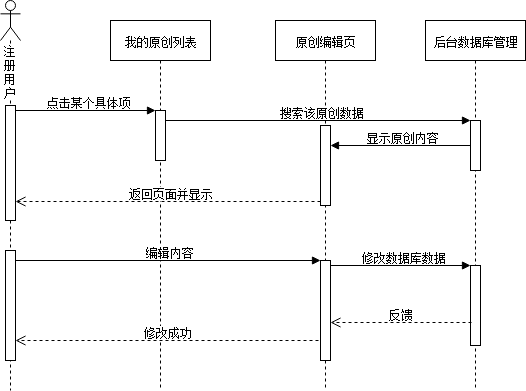 我的原创列表
原创编辑页
后台数据库管理
注册用户
点击某个具体项
搜索该原创数据
显示原创内容
返回页面并显示
编辑内容
修改数据库数据
反馈
修改成功